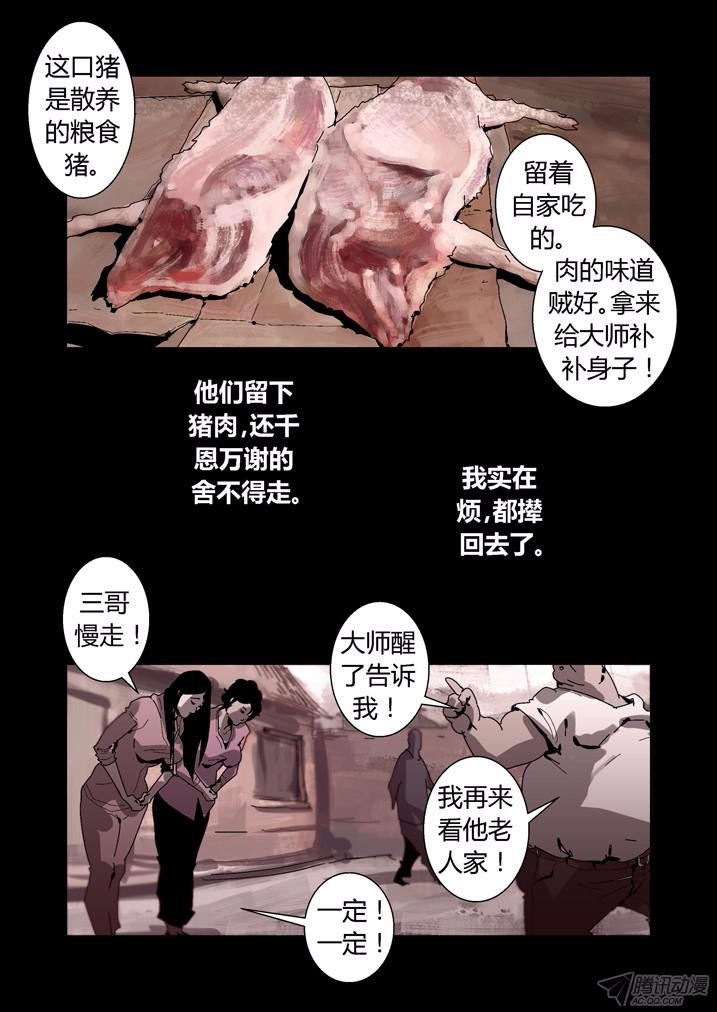 这口猪
是散养
的粮食
猪。
留着
自家吃
的。
肉的味道
贼好。拿来
给大师补
补身子！
他们留下
猪肉，还千
恩万谢的
舍不得走。
我实在
烦，都撵
回去了。
三哥
慢走！
大师醒
了告诉
我！
我再来
看他老
人家！
一定！
一定！
腾讯动漫